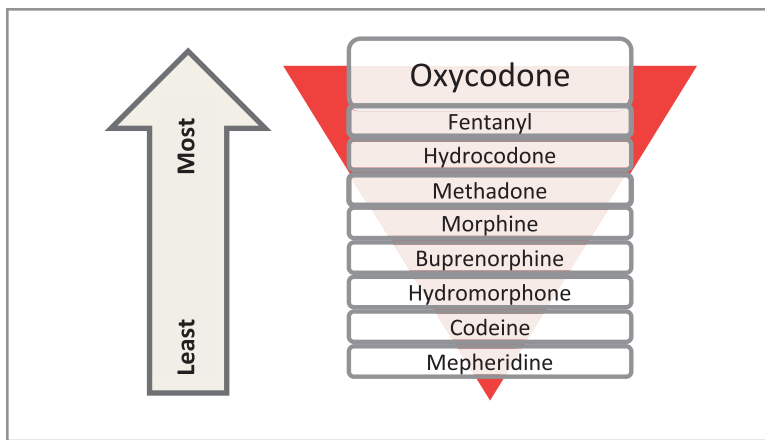 Most
Least
Oxycodone
Fentanyl
Hydrocodone
Methadone
Morphine
Buprenorphine
Hydromorphone
Codeine
Mepheridine